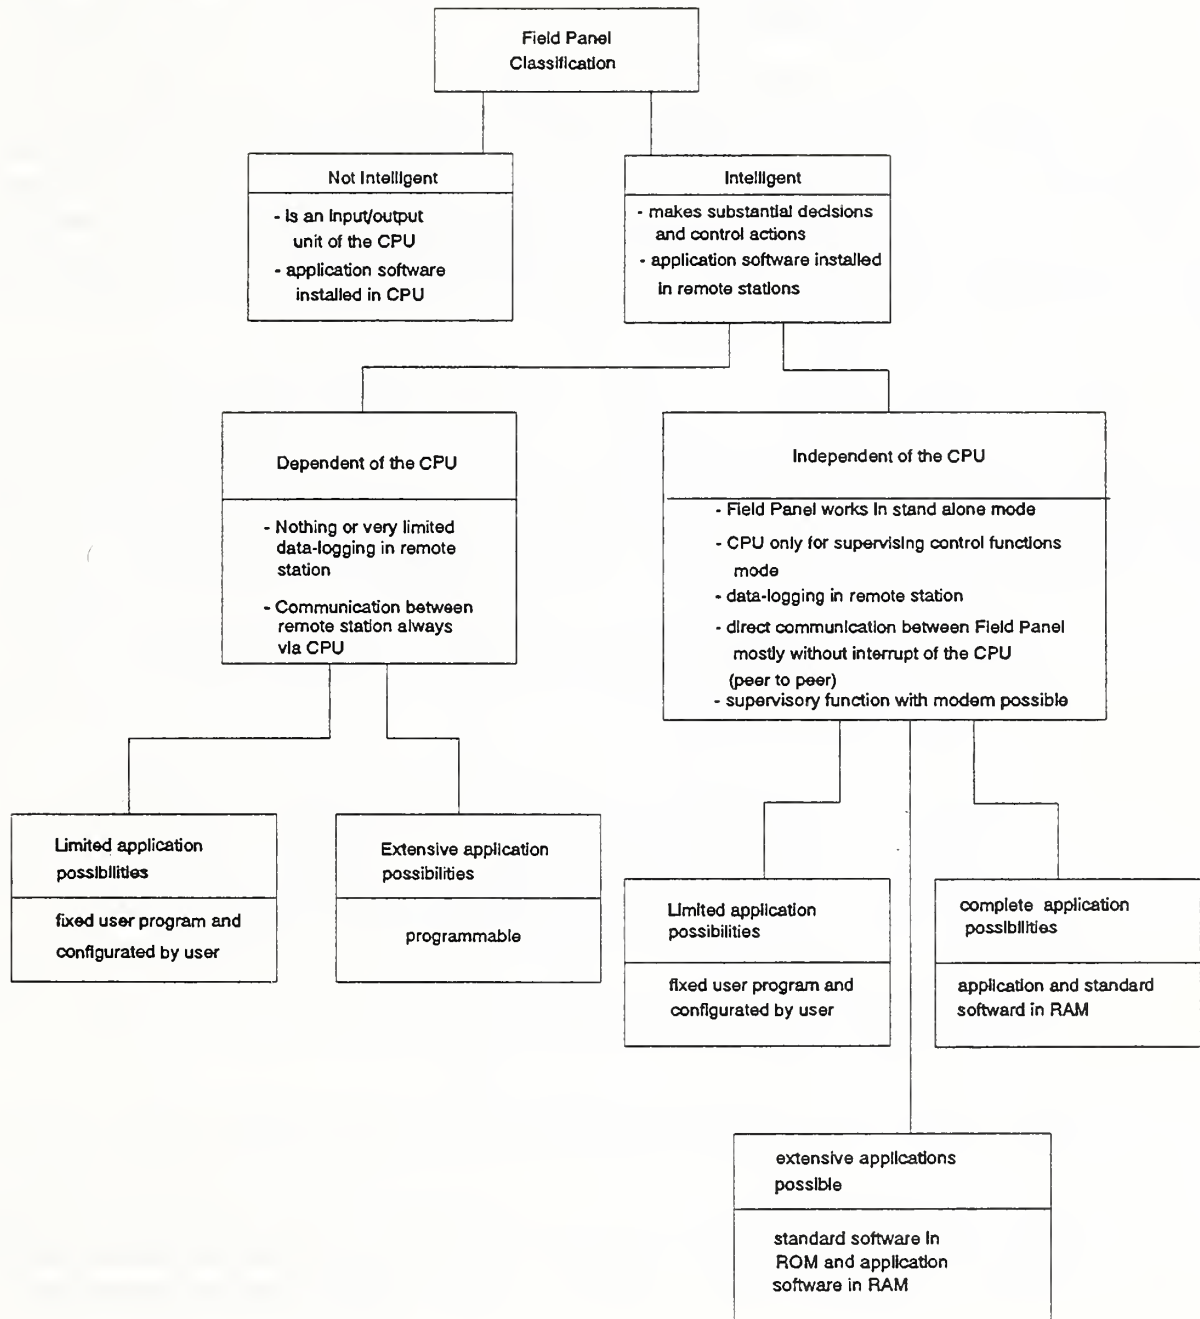 Field Panel
Classification
Not Intelligent
- is an input/output
unit of the CPU
- application software
installed in CPU
Intelligent
- makes substantial decisions
and control actions
- application software installed
in remote stations
Dependent of the CPU
- Nothing or very limited
data-logging in remote
station
- Communication between
remote station always
via CPU
Independent of the CPU
- Field Panel works in stand alone mode
- CPU only for supervising control functions
mode
- data-logging in remote station
- direct communication between Field Panel
mostly without interrupt of the CPU
(peer to peer)
- supervisory function with modem possible
Limited application
possibilities
fixed user program and
configurated by user
Extensive application
possibilities
programmable
Limited application
possibilities
fixed user program and
configurated by user
complete application
possibilities
application and standard
softward in RAM
extensive applications
possible
standard software in
ROM and application
software in RAM